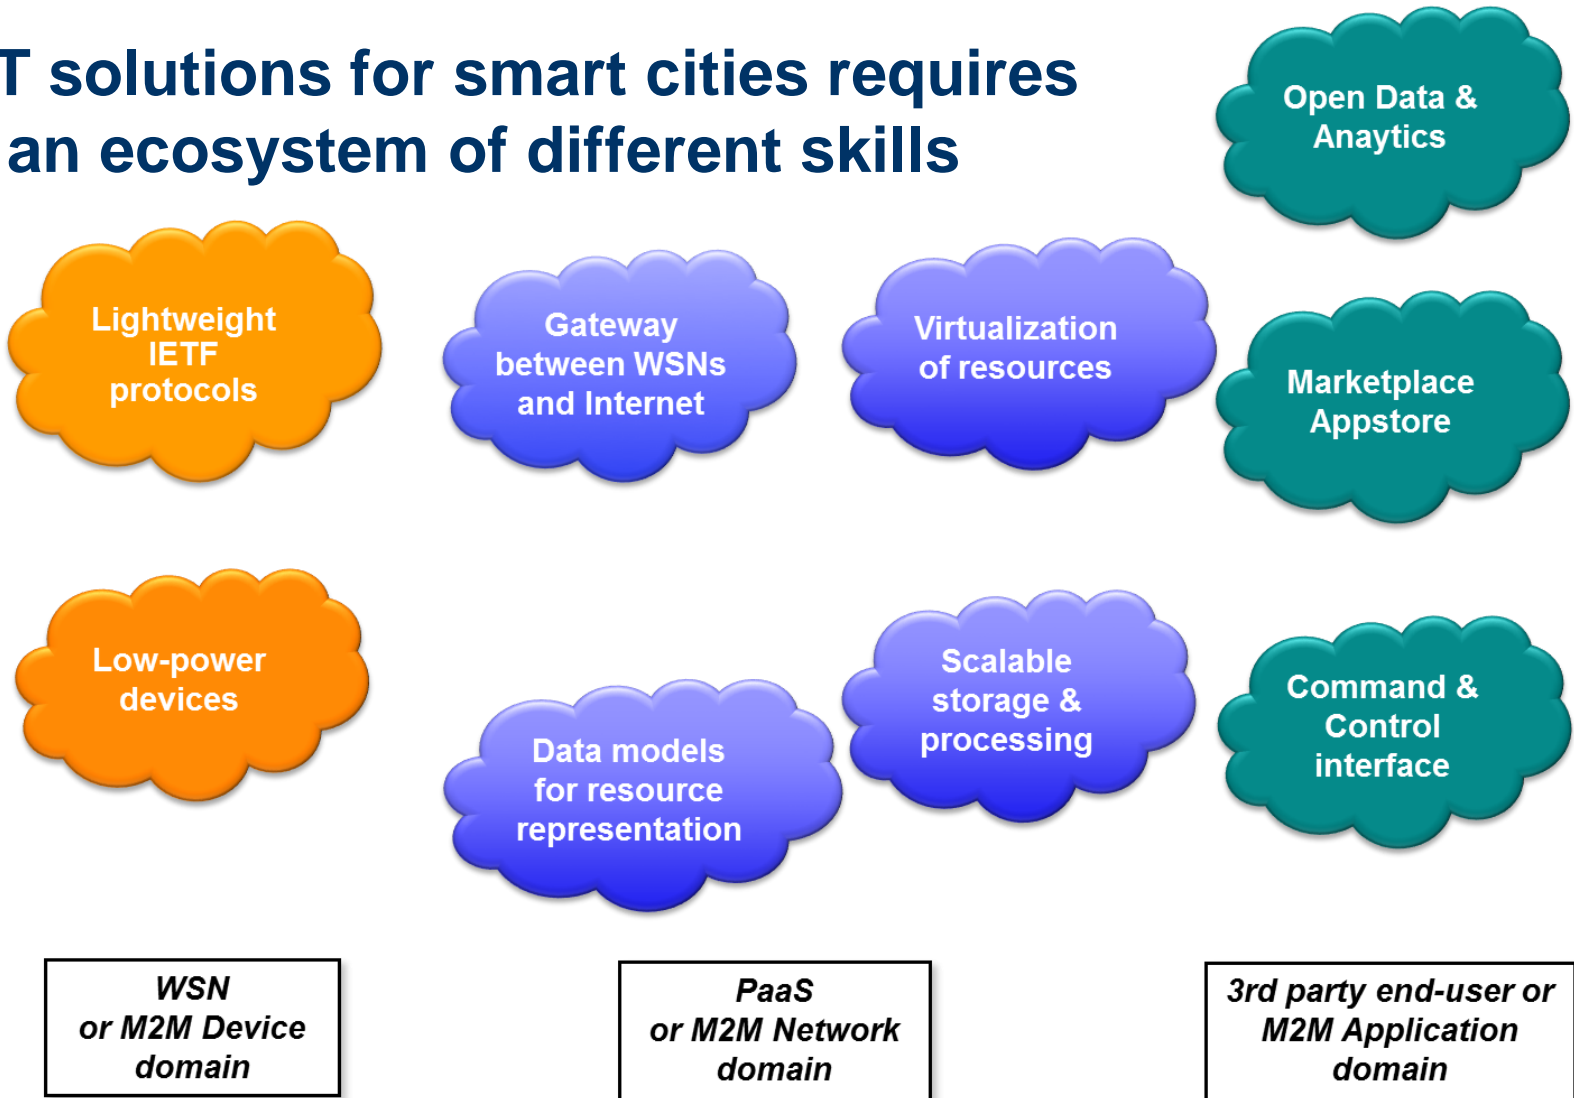 T solutions for smart cities requires
an ecosystem of different skills
Open Data &
Anaytics
Lightweight
IETF
protocols
Gateway
between WSNs
and Internet
Virtualization
of resources
Marketplace
Appstore
Low-power
devices
Data models
for resource
representation
Scalable
storage &
processing
Command &
Control
interface
WSN
or M2M Device
domain
PaaS
or M2M Network
domain
3rd party end-user or
M2M Application
domain